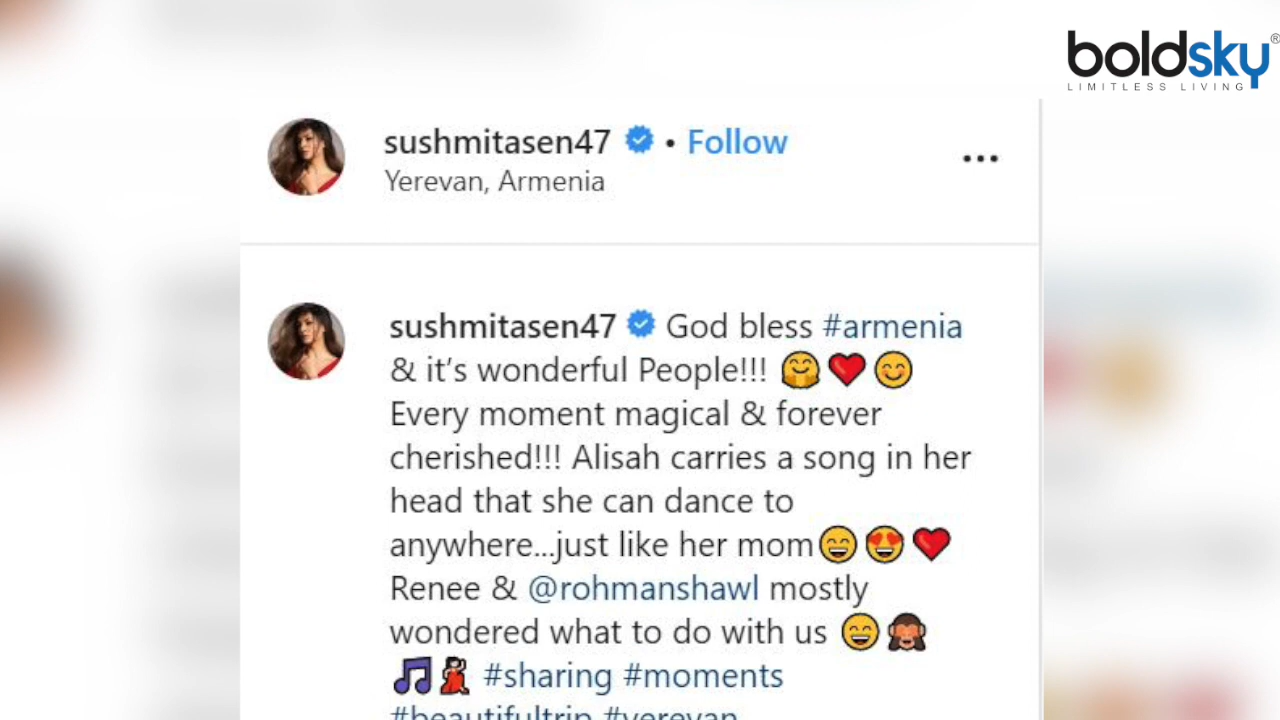 boldsky®
LIMITLESS LIVING
sushmitasen47 • Follow
Yerevan, Armenia
...
sushmitasen47 God bless #armenia
& it's wonderful People!!! 🤗❤️😊
Every moment magical & forever
cherished!!! Alisah carries a song in her
head that she can dance to
anywhere...just like her mom😄😍❤️
Renee & @rohmanshawl mostly
wondered what to do with us 😄🙉
🎵💃 #sharing #moments
#beautifultrip #yerevan